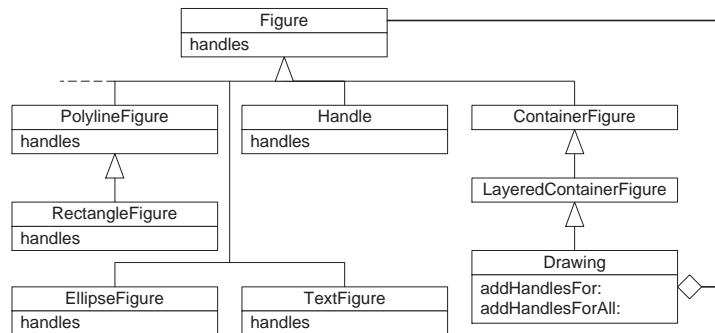 Figure
handles
PolylineFigure
handles
Handle
handles
ContainerFigure
RectangleFigure
handles
LayeredContainerFigure
Drawing
addHandlesFor:
addHandlesForAll:
EllipseFigure
handles
TextFigure
handles